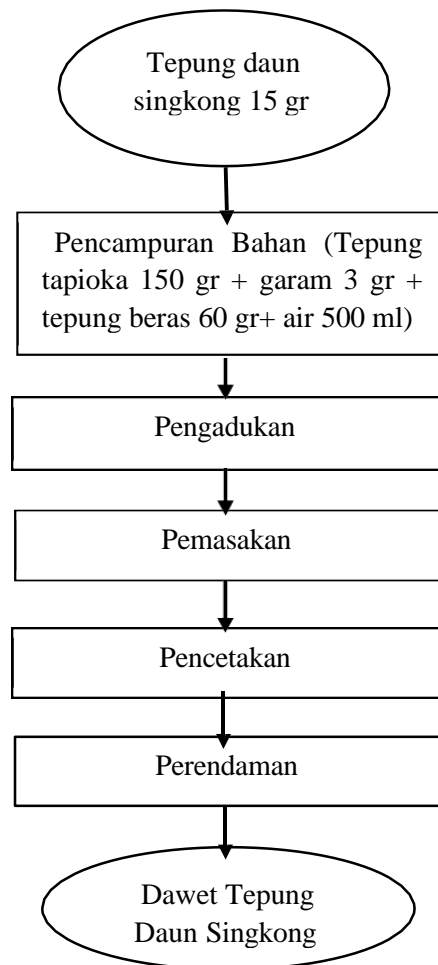 Tepung daun
singkong 15 gr
Pencampuran Bahan (Tepung
tapioka 150 gr + garam 3 gr +
tepung beras 60 gr+ air 500 ml)
Pengadukan
Pemasakan
Pencetakan
Perendaman
Dawet Tepung
Daun Singkong